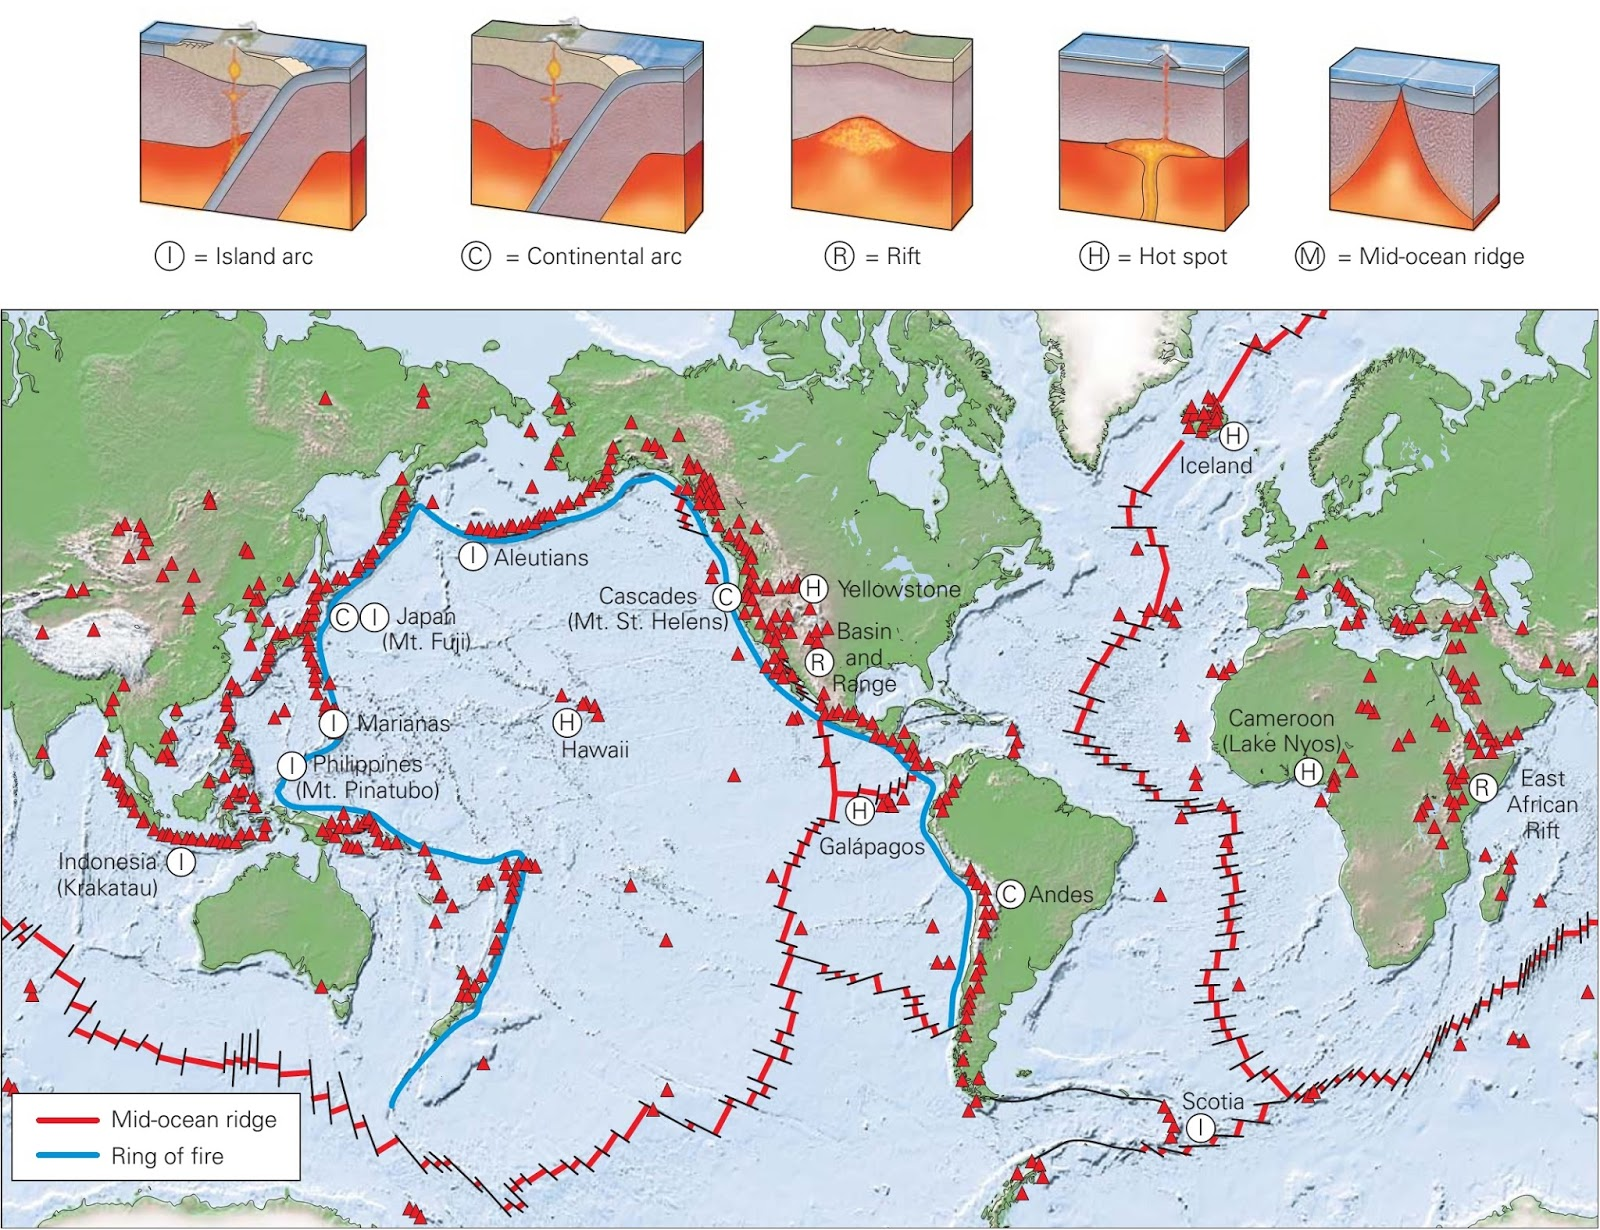 I = Island arc
C = Continental arc
R = Rift
H = Hot spot
M = Mid-ocean ridge
H
Iceland
I Aleutians
Cascades C
(Mt. St. Helens)
H Yellowstone
C I Japan
(Mt. Fuji)
Basin
and
R
Range
I Marianas
H
Hawaii
I Philippines
(Mt. Pinatubo)
Cameroon
(Lake Nyos)
H
R East
African
Rift
H
Galápagos
Indonesia I
(Krakatau)
C Andes
Scotia
I
Mid-ocean ridge
Ring of fire